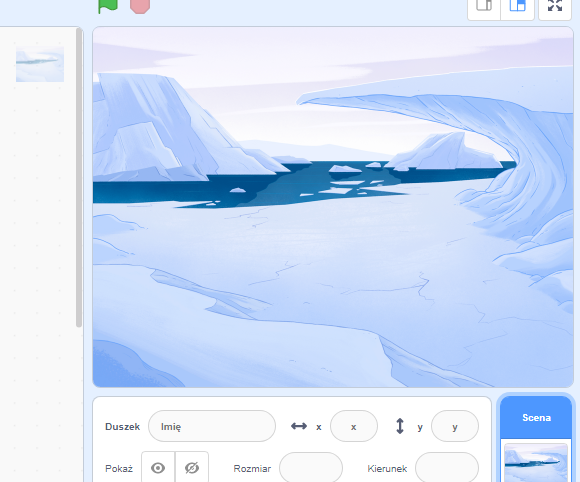 Duszek Imię x x y y
Scena
Pokaż Rozmiar Kierunek